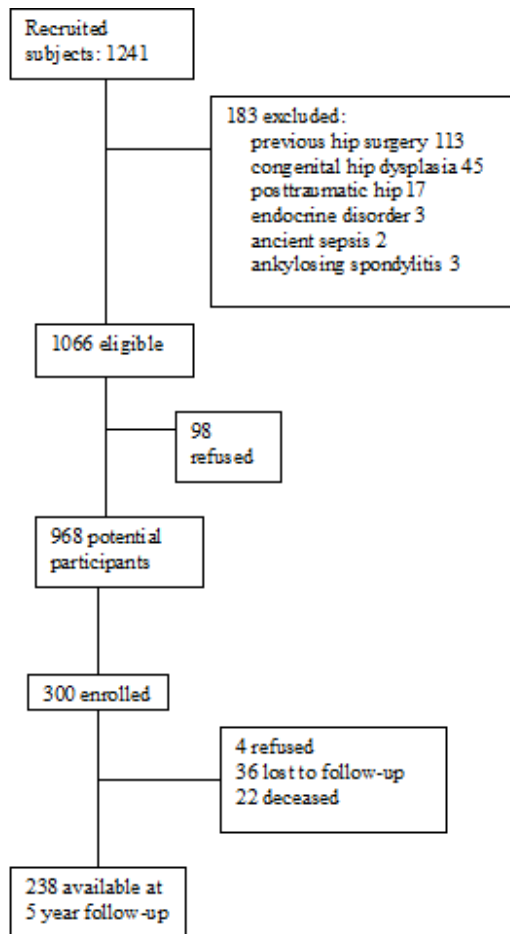 Recruited
subjects: 1241
183 excluded:
previous hip surgery 113
congenital hip dysplasia 45
posttraumatic hip 17
endocrine disorder 3
ancient sepsis 2
ankylosing spondylitis 3
1066 eligible
98
refused
968 potential
participants
300 enrolled
4 refused
36 lost to follow-up
22 deceased
238 available at
5 year follow-up